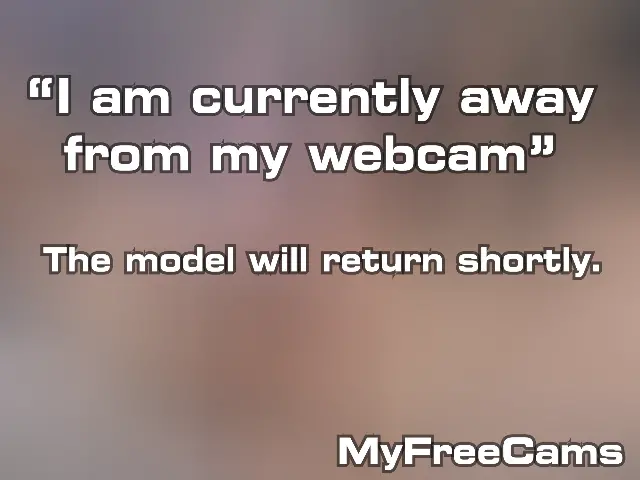 “I am currently away
from my webcam”
The model will return shortly.
MyFreeCams